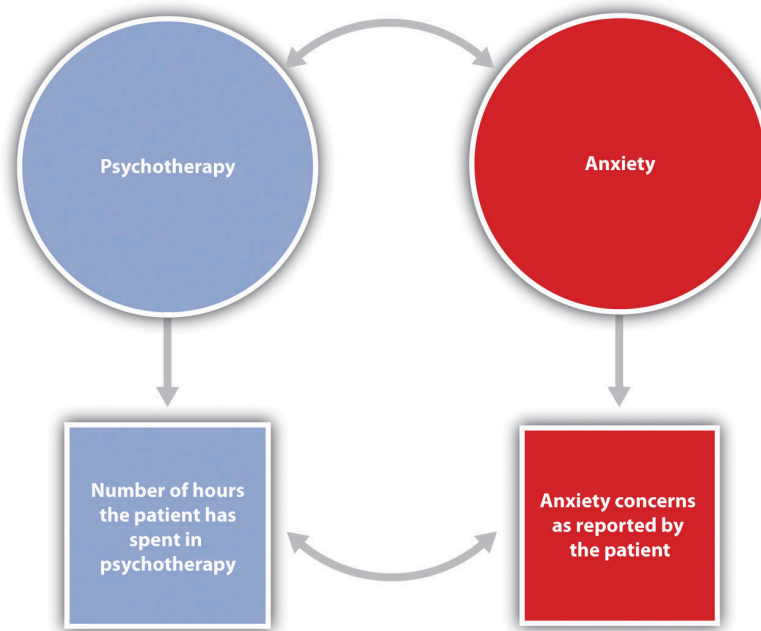 Psychotherapy
Anxiety
Number of hours
the patient has
spent in
psychotherapy
Anxiety concerns
as reported by
the patient